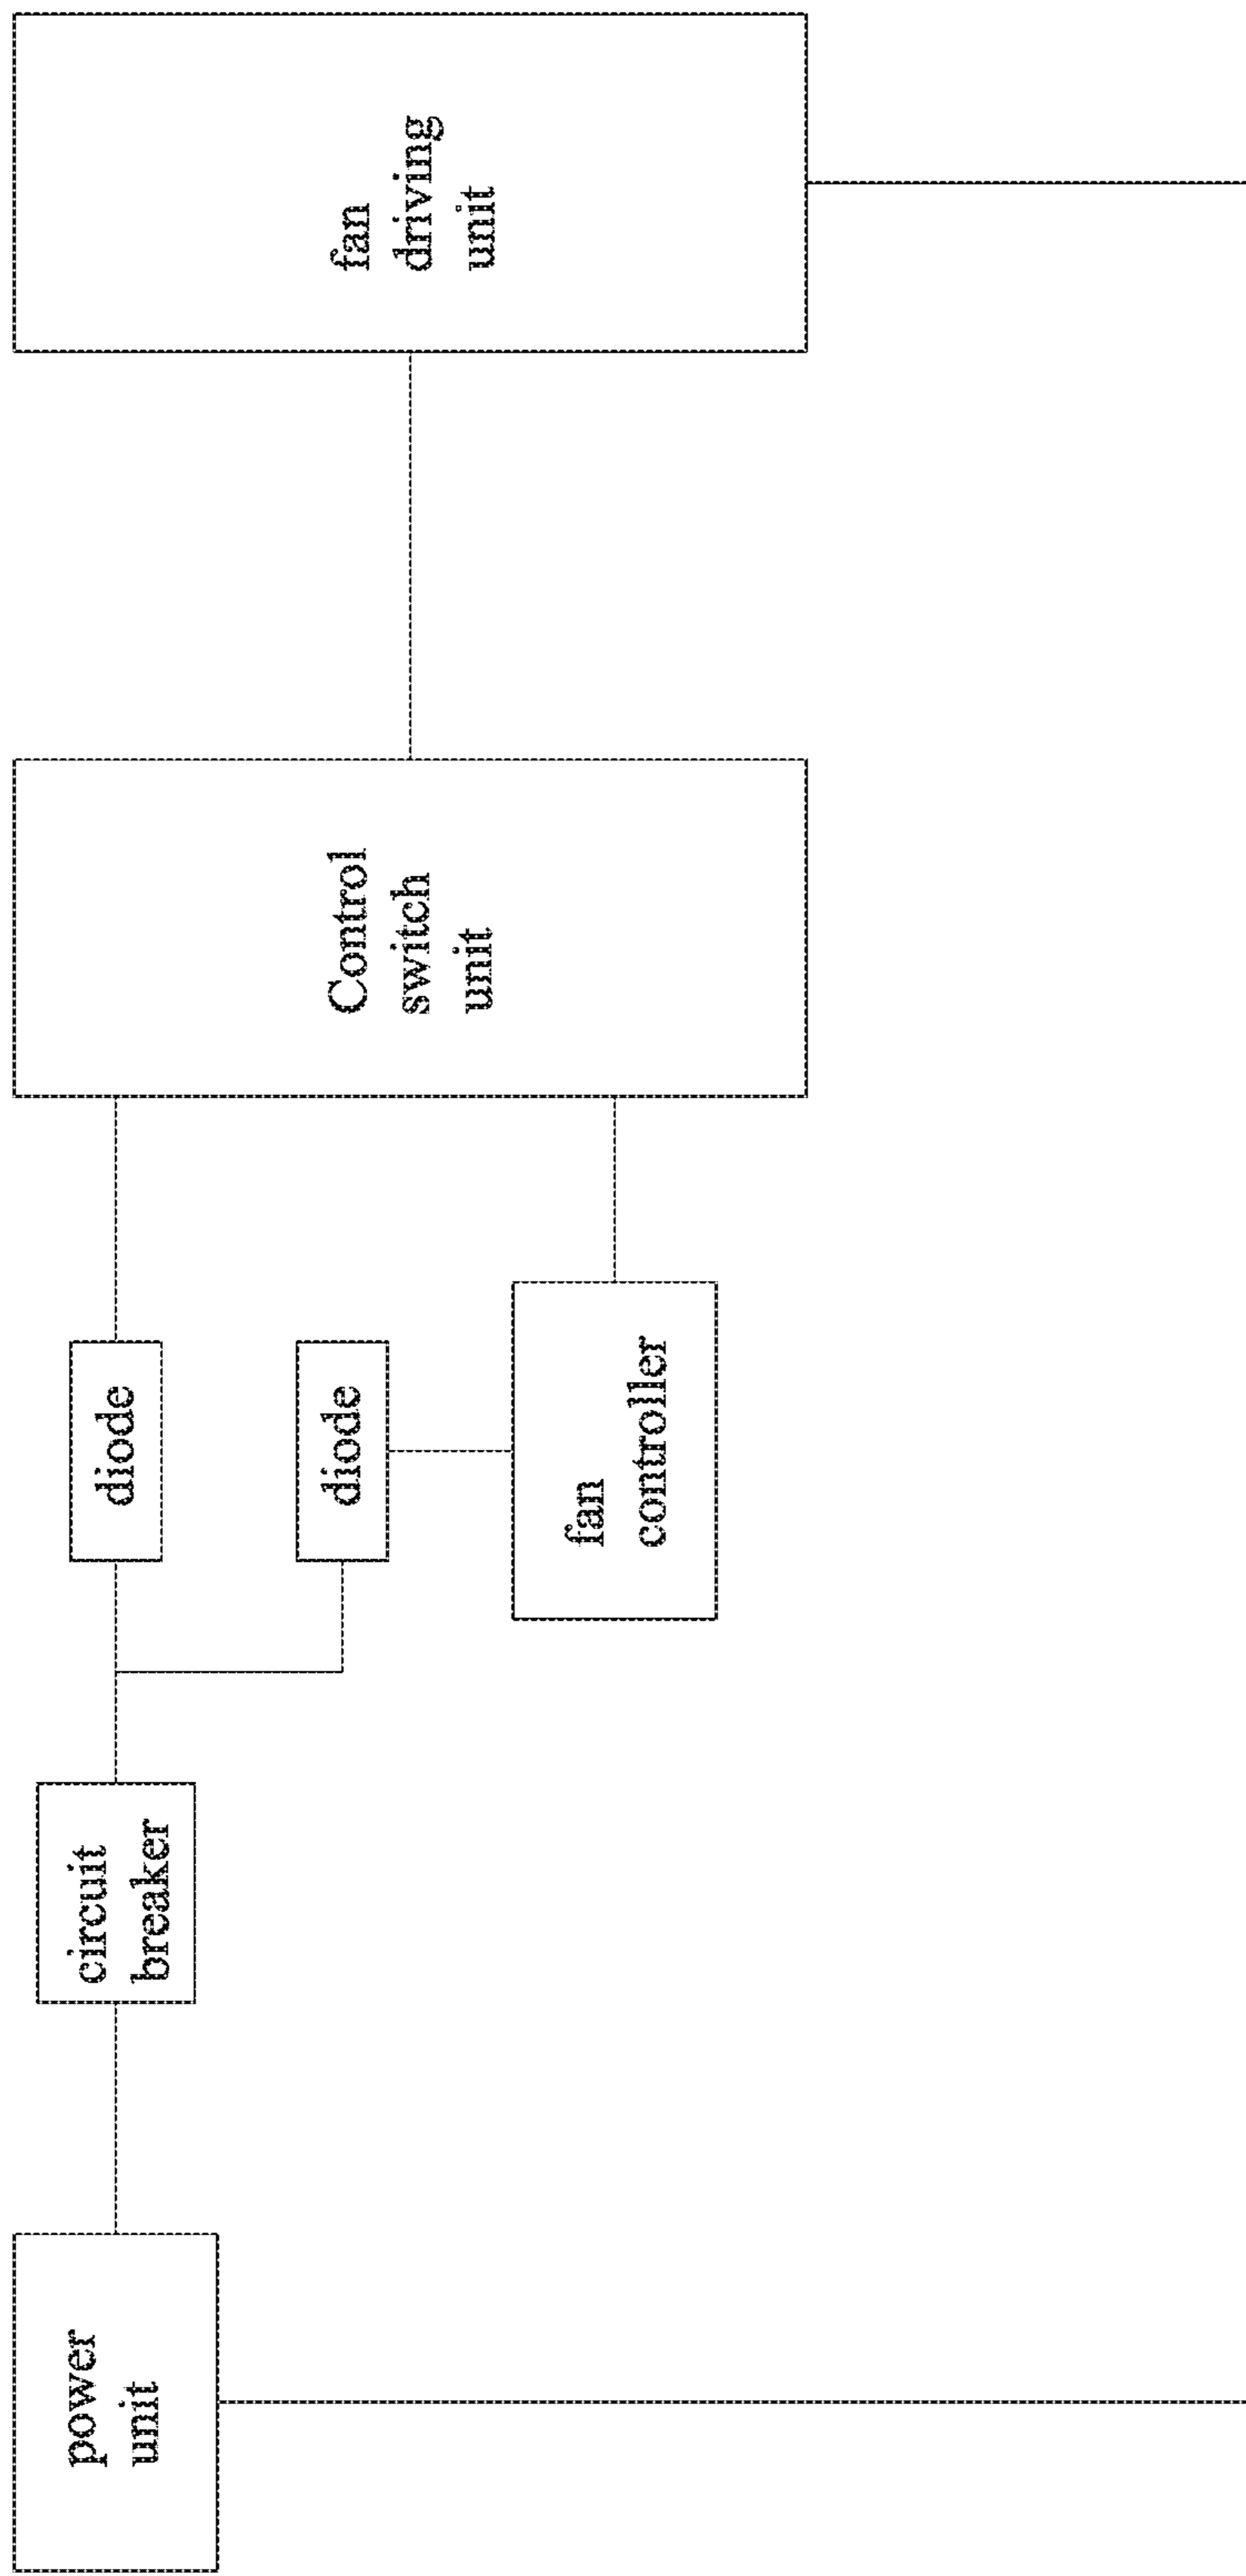 power
unit
circuit
breaker
diode
diode
fan
controller
Control
switch
unit
fan
driving
unit